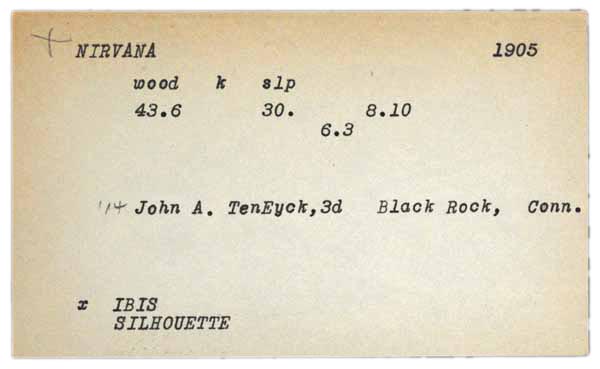 NIRVANA 1905
wood k slp
43.6 30. 8.10
6.3
'14 John A. TenEyck,3d Black Rock, Conn.
x IBIS
SILHOUETTE